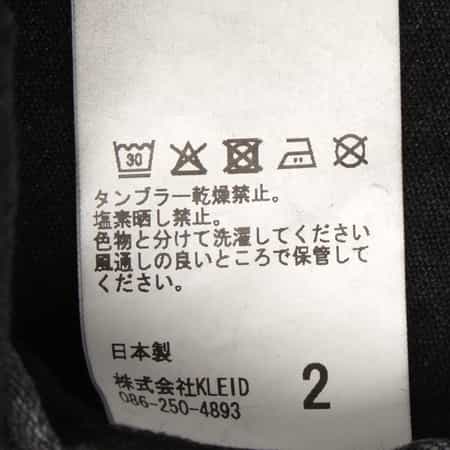 30
タンブラー乾燥禁止。
塩素晒し禁止。
色物と分けて洗濯してください
風通しの良いところで保管して
ください。
日本製
株式会社KLEID
086-250-4893
2